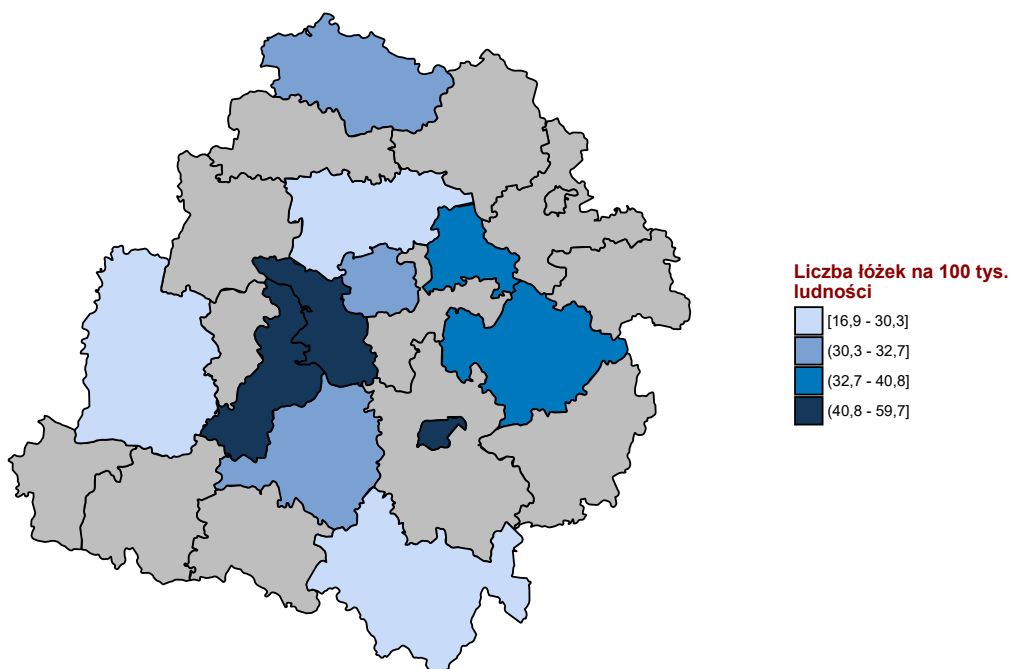 Liczba łóżek na 100 tys.
ludności
[16,9 - 30,3]
(30,3 - 32,7]
(32,7 - 40,8]
(40,8 - 59,7]